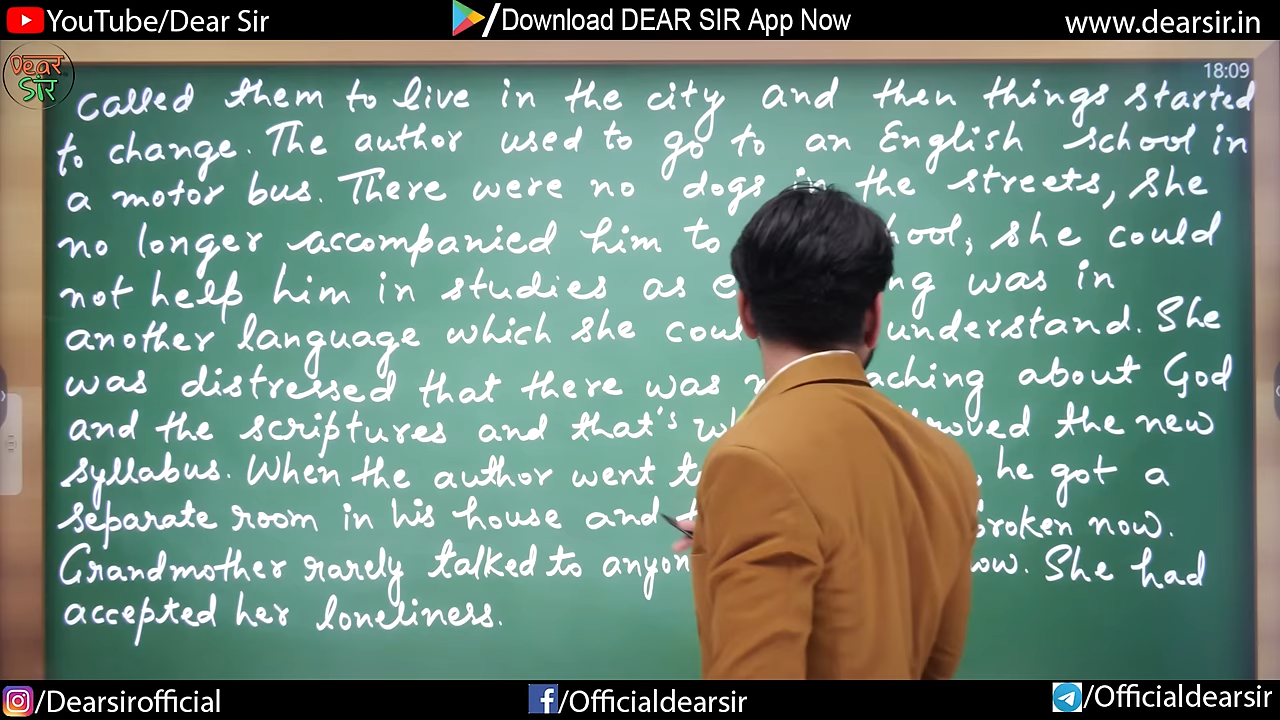 YouTube/Dear Sir
/Download DEAR SIR App Now
www.dearsir.in
Dear
Sir
18:09
Called them to live in the city and then things started
to change. The author used to go to an English school in
a motor bus. There were no dogs in the streets, she
no longer accompanied him to hool, she could
not help him in studies as e ng was in
another language which she coul understand. She
was distressed that there was n aching about God
and the scriptures and that's wh roved the new
syllabus. When the author went t , he got a
separate room in his house and t broken now.
Grandmother rarely talked to anyon ow. She had
accepted her loneliness.
/Dearsirofficial
/Officialdearsir
/Officialdearsir